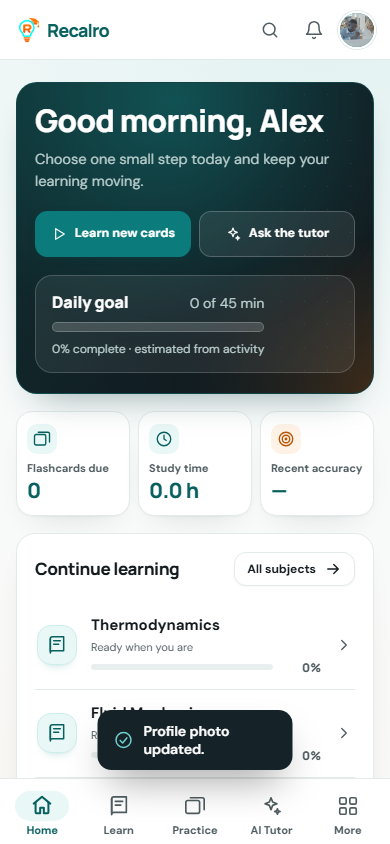 Recalro
Good morning, Alex
Choose one small step today and keep your
learning moving.
Learn new cards
Ask the tutor
Daily goal
0 of 45 min
0% complete · estimated from activity
Flashcards due
0
Study time
0.0 h
Recent accuracy
—
Continue learning
All subjects
Thermodynamics
Ready when you are
0%
0%
Profile photo
updated.
Home
Learn
Practice
AI Tutor
More